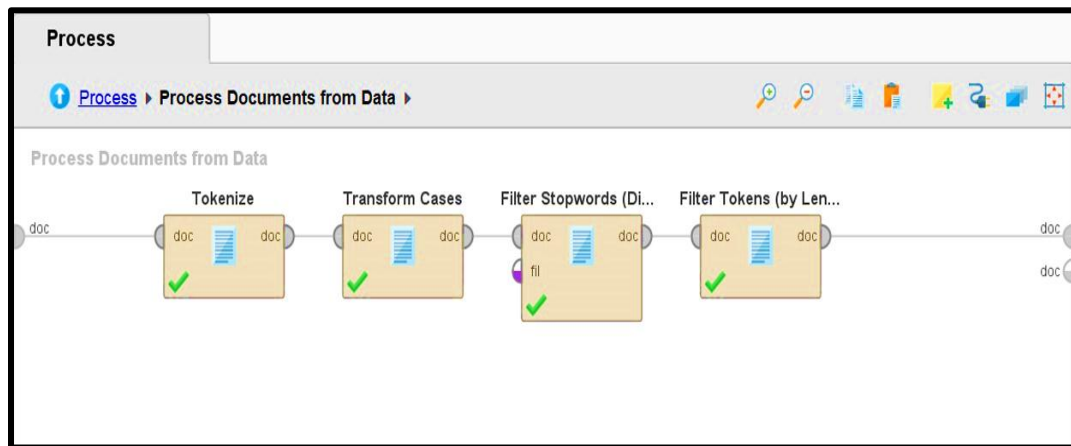 Process
Process ▸ Process Documents from Data ▸
Process Documents from Data
Tokenize Transform Cases Filter Stopwords (Di... Filter Tokens (by Len...
doc doc doc doc doc doc doc doc doc doc
fil doc